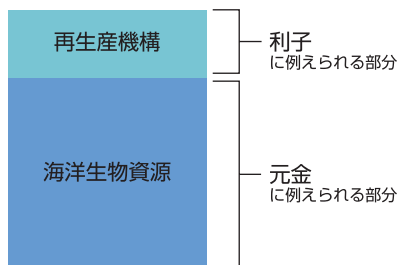 再生産機構
利子
に例えられる部分
海洋生物資源
元金
に例えられる部分